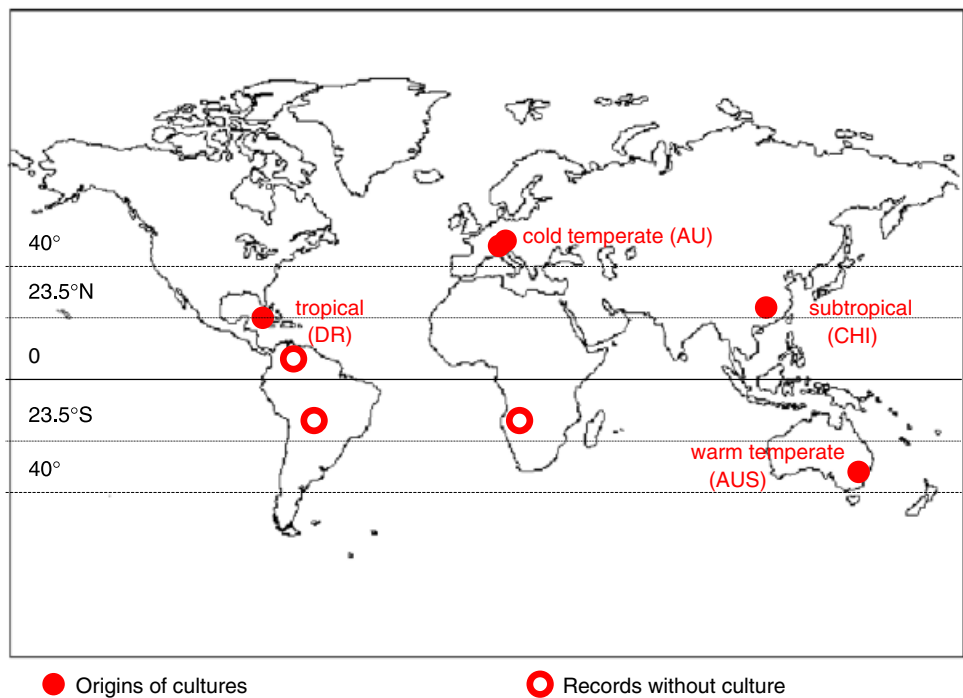 40°
cold temperate (AU)
23.5°N
tropical
(DR)
subtropical
(CHI)
0
23.5°S
warm temperate
(AUS)
40°
Origins of cultures
Records without culture